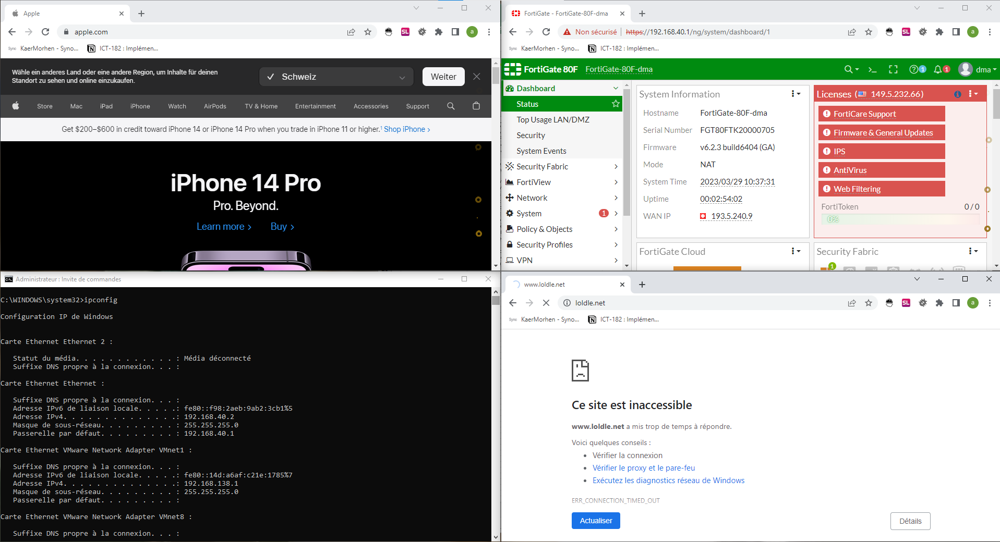 Apple
apple.com
Sync KaerMorhen - Syno...
ICT-182 : Implémen...
Wähle ein anderes Land oder eine andere Region, um Inhalte für deinen
Standort zu sehen und online einzukaufen.
Schweiz
Weiter
Store Mac iPad iPhone Watch AirPods TV & Home Entertainment Accessories Support
Get $200–$600 in credit toward iPhone 14 or iPhone 14 Pro when you trade in iPhone 11 or higher.¹ Shop iPhone >
iPhone 14 Pro
Pro. Beyond.
Learn more >
Buy >
FortiGate - FortiGate-80F-dma
Non sécurisé
https://192.168.40.1/ng/system/dashboard/1
SL
a
Sync KaerMorhen - Syno...
ICT-182 : Implémen...
FortiGate 80F
FortiGate-80F-dma
1
1
dma
Dashboard
Status
Top Usage LAN/DMZ
Security
System Events
Security Fabric
FortiView
Network
System 1
Policy & Objects
Security Profiles
VPN
System Information
Hostname FortiGate-80F-dma
Serial Number FGT80FTK20000705
Firmware v6.2.3 build6404 (GA)
Mode NAT
System Time 2023/03/29 10:37:31
Uptime 00:02:54:02
WAN IP 193.5.240.9
Licenses (149.5.232.66)
FortiCare Support
Firmware & General Updates
IPS
AntiVirus
Web Filtering
FortiToken 0 / 0
0%
FortiGate Cloud
Security Fabric
1
Administrateur : Invite de commandes
C:\WINDOWS\system32>ipconfig
Configuration IP de Windows
Carte Ethernet Ethernet 2 :
Statut du média. . . . . . . . . . . . : Média déconnecté
Suffixe DNS propre à la connexion. . . :
Carte Ethernet Ethernet :
Suffixe DNS propre à la connexion. . . :
Adresse IPv6 de liaison locale. . . . .: fe80::f98:2aeb:9ab2:3cb1%5
Adresse IPv4. . . . . . . . . . . . . .: 192.168.40.2
Masque de sous-réseau. . . . . . . . . : 255.255.255.0
Passerelle par défaut. . . . . . . . . : 192.168.40.1
Carte Ethernet VMware Network Adapter VMnet1 :
Suffixe DNS propre à la connexion. . . :
Adresse IPv6 de liaison locale. . . . .: fe80::14d:a6af:c21e:1785%7
Adresse IPv4. . . . . . . . . . . . . .: 192.168.138.1
Masque de sous-réseau. . . . . . . . . : 255.255.255.0
Passerelle par défaut. . . . . . . . . :
Carte Ethernet VMware Network Adapter VMnet8 :
Suffixe DNS propre à la connexion. . . :
www.loldle.net
loldle.net
SL
a
Sync KaerMorhen - Syno...
ICT-182 : Implémen...
Ce site est inaccessible
www.loldle.net a mis trop de temps à répondre.
Voici quelques conseils :
• Vérifier la connexion
• Vérifier le proxy et le pare-feu
• Exécutez les diagnostics réseau de Windows
ERR_CONNECTION_TIMED_OUT
Actualiser
Détails